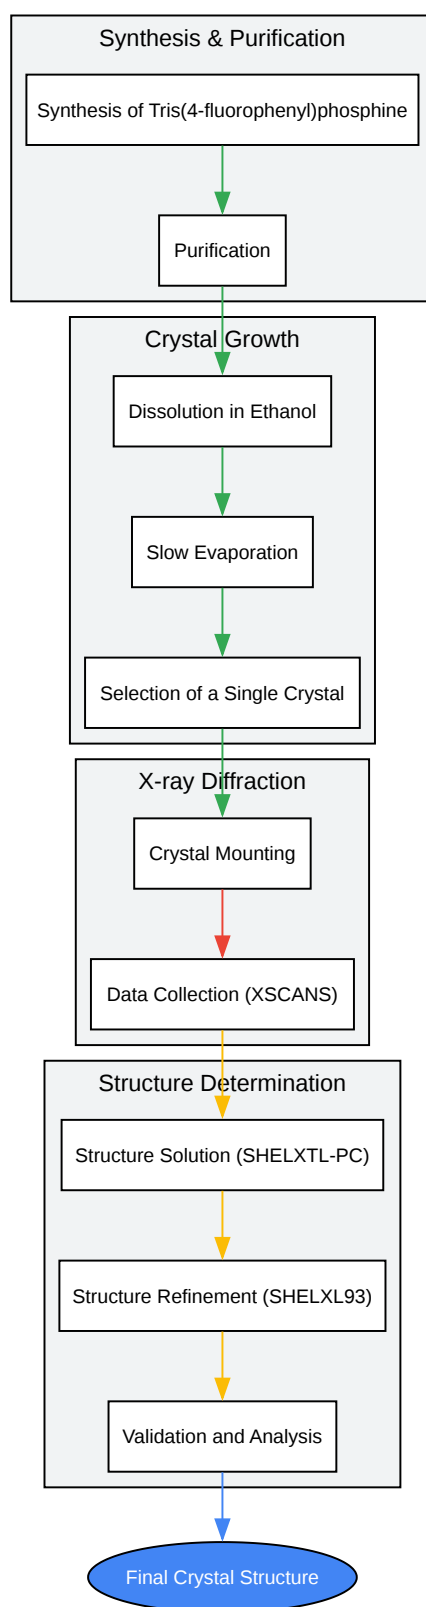 Synthesis & Purification
Synthesis of Tris(4-fluorophenyl)phosphine
Purification
Crystal Growth
Dissolution in Ethanol
Slow Evaporation
Selection of a Single Crystal
X-ray Diffraction
Crystal Mounting
Data Collection (XSCANS)
Structure Determination
Structure Solution (SHELXTL-PC)
Structure Refinement (SHELXL93)
Validation and Analysis
Final Crystal Structure